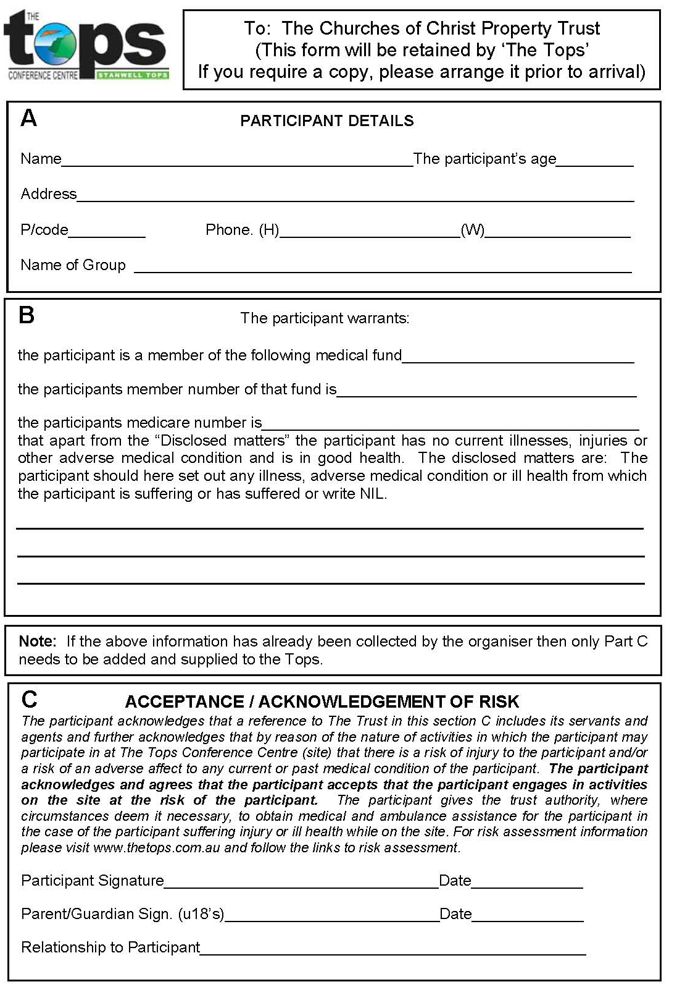 THE
tops
CONFERENCE CENTRE STANWELL TOPS
To: The Churches of Christ Property Trust
(This form will be retained by ‘The Tops’
If you require a copy, please arrange it prior to arrival)
A PARTICIPANT DETAILS
Name_____The participant’s age_____
Address_____
P/code_____ Phone. (H)_____(W)_____
Name of Group _____
B The participant warrants:
the participant is a member of the following medical fund_____
the participants member number of that fund is_____
the participants medicare number is_____
that apart from the “Disclosed matters” the participant has no current illnesses, injuries or
other adverse medical condition and is in good health. The disclosed matters are: The
participant should here set out any illness, adverse medical condition or ill health from which
the participant is suffering or has suffered or write NIL.
Note: If the above information has already been collected by the organiser then only Part C
needs to be added and supplied to the Tops.
C ACCEPTANCE / ACKNOWLEDGEMENT OF RISK
The participant acknowledges that a reference to The Trust in this section C includes its servants and
agents and further acknowledges that by reason of the nature of activities in which the participant may
participate in at The Tops Conference Centre (site) that there is a risk of injury to the participant and/or
a risk of an adverse affect to any current or past medical condition of the participant. The participant
acknowledges and agrees that the participant accepts that the participant engages in activities
on the site at the risk of the participant. The participant gives the trust authority, where
circumstances deem it necessary, to obtain medical and ambulance assistance for the participant in
the case of the participant suffering injury or ill health while on the site. For risk assessment information
please visit www.thetops.com.au and follow the links to risk assessment.
Participant Signature_____Date_____
Parent/Guardian Sign. (u18’s)_____Date_____
Relationship to Participant_____